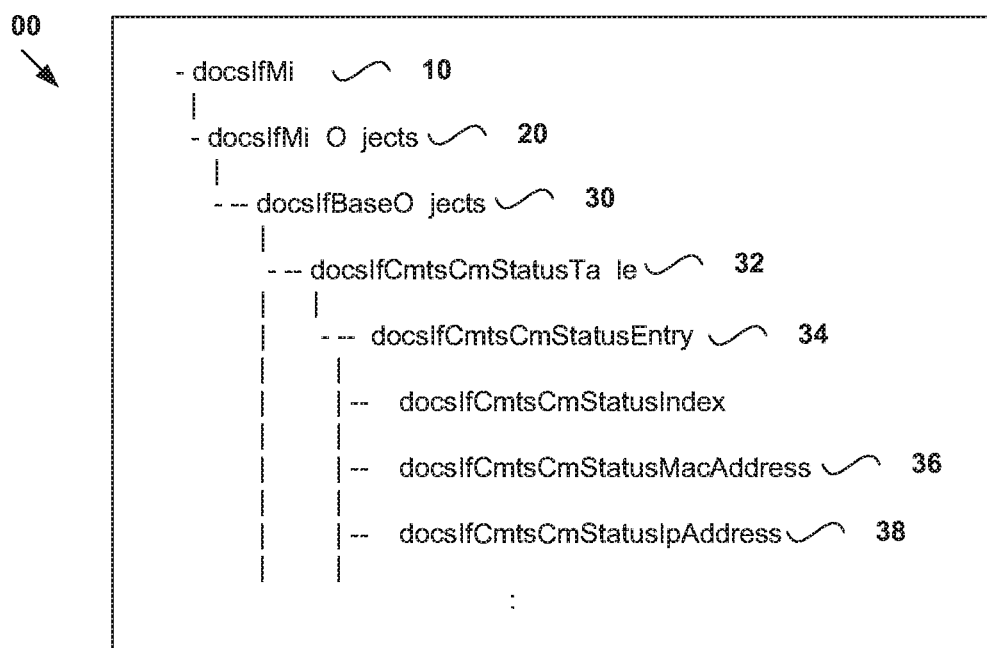 00
- docsIfMi 10
|
- docsIfMi O jects 20
|
- -- docsIfBaseO jects 30
|
| - -- docsIfCmtsCmStatusTa le 32
| |
| - -- docsIfCmtsCmStatusEntry 34
| |
| | -- docsIfCmtsCmStatusIndex
| |
| | -- docsIfCmtsCmStatusMacAddress 36
| |
| | -- docsIfCmtsCmStatusIpAddress 38
| |
: